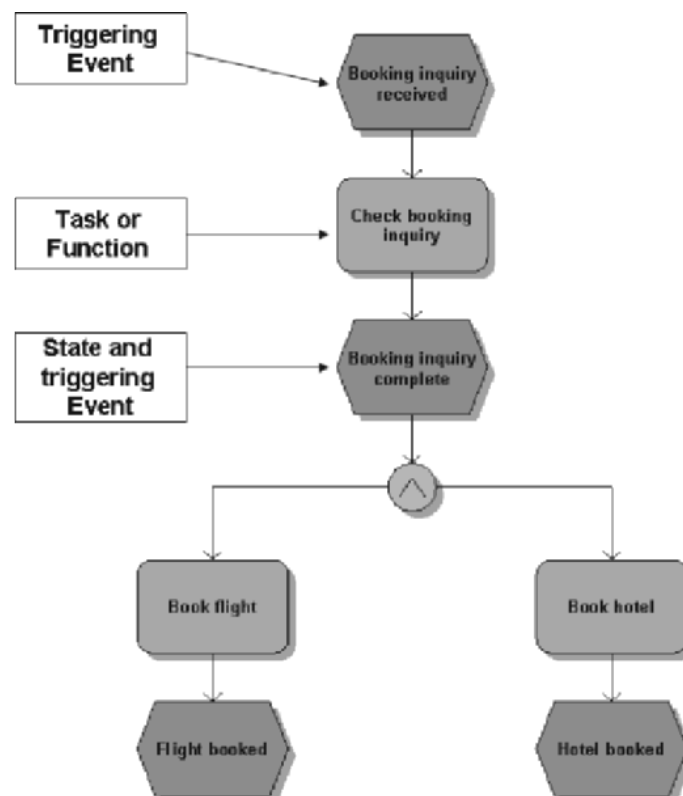 Triggering
Event
Booking inquiry
received
Task or
Function
Check booking
inquiry
State and
triggering
Event
Booking inquiry
complete
Book flight
Book hotel
Flight booked
Hotel booked